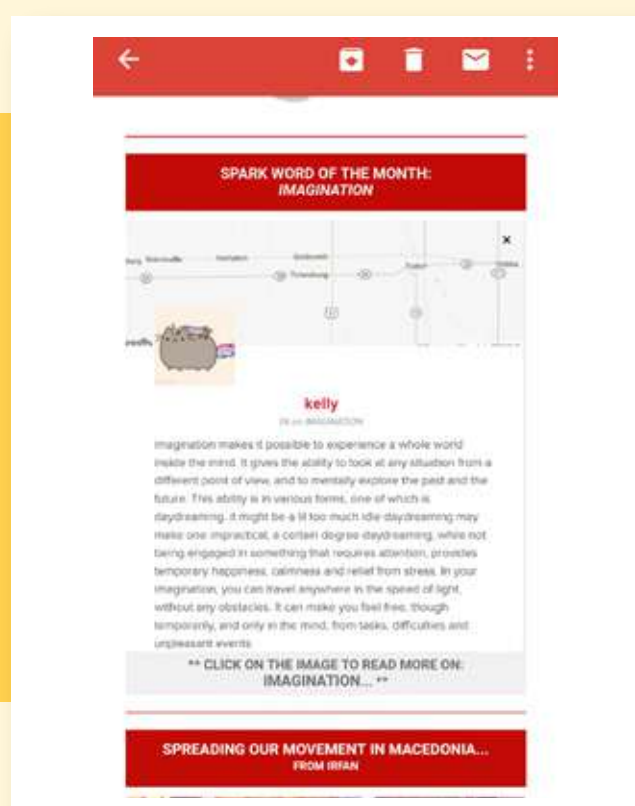 SPARK WORD OF THE MONTH:
IMAGINATION
kelly
on IMAGINATION
Imagination makes it possible to experience a whole world
inside the mind. It gives the ability to look at any situation from a
different point of view, and to mentally explore the past and the
future. This ability is in various forms, one of which is
daydreaming. It might be a lil too much idle daydreaming may
make one impractical, a certain degree daydreaming, while not
being engaged in something that requires attention, provides
temporary happiness, calmness and relief from stress. In your
imagination, you can travel anywhere in the speed of light,
without any obstacles. It can make you feel free, though
temporarily, and only in the mind, from tasks, difficulties and
unpleasant events.
** CLICK ON THE IMAGE TO READ MORE ON:
IMAGINATION... **
SPREADING OUR MOVEMENT IN MACEDONIA...
FROM IRFAN